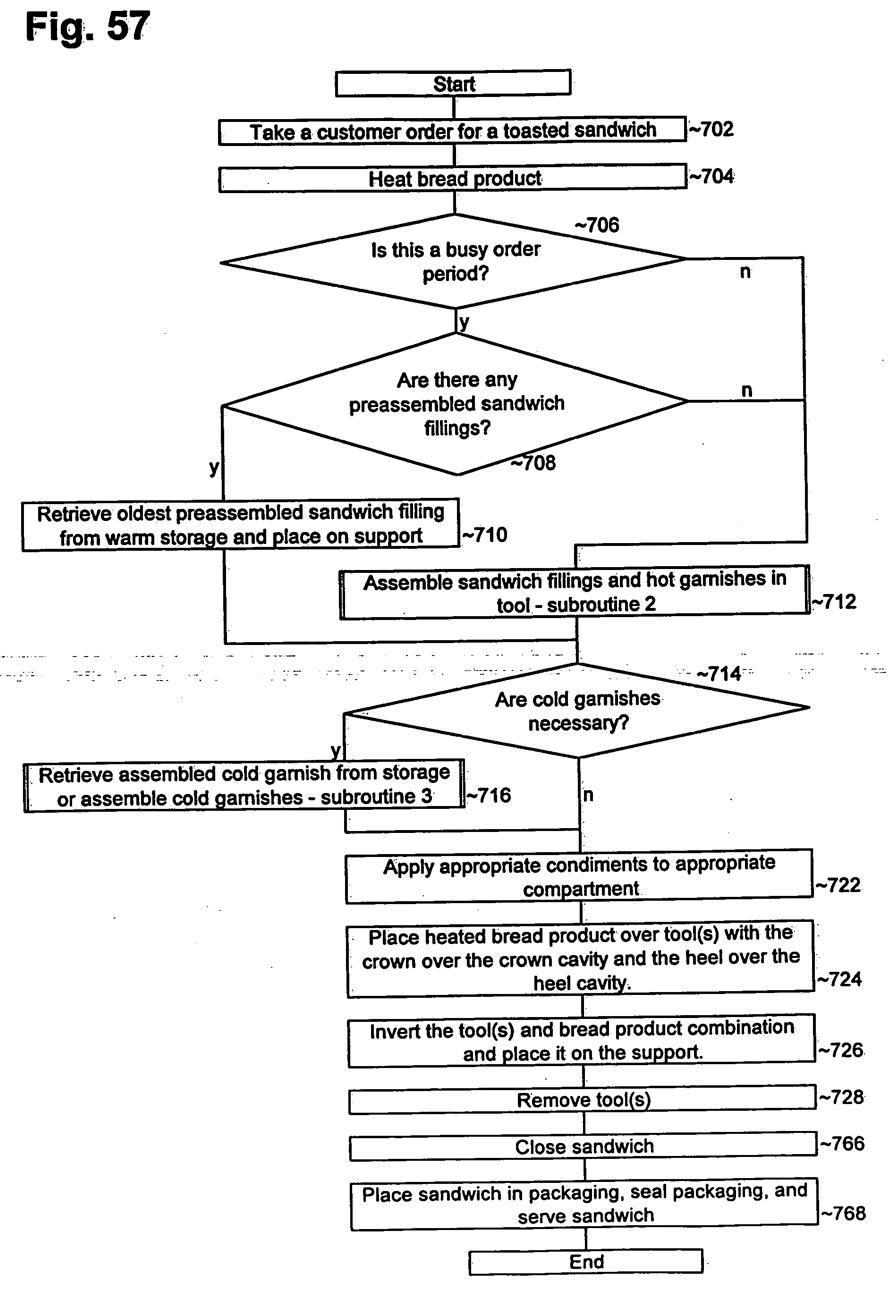 Fig. 57
Start
Take a customer order for a toasted sandwich
~702
Heat bread product
~704
~706
Is this a busy order
period?
n
y
Are there any
preassembled sandwich
fillings?
n
~708
y
Retrieve oldest preassembled sandwich filling
from warm storage and place on support
~710
Assemble sandwich fillings and hot garnishes in
tool - subroutine 2
~712
~714
Are cold garnishes
necessary?
y
Retrieve assembled cold garnish from storage
or assemble cold garnishes - subroutine 3
~716
n
Apply appropriate condiments to appropriate
compartment
~722
Place heated bread product over tool(s) with the
crown over the crown cavity and the heel over the
heel cavity.
~724
Invert the tool(s) and bread product combination
and place it on the support.
~726
Remove tool(s)
~728
Close sandwich
~766
Place sandwich in packaging, seal packaging, and
serve sandwich
~768
End